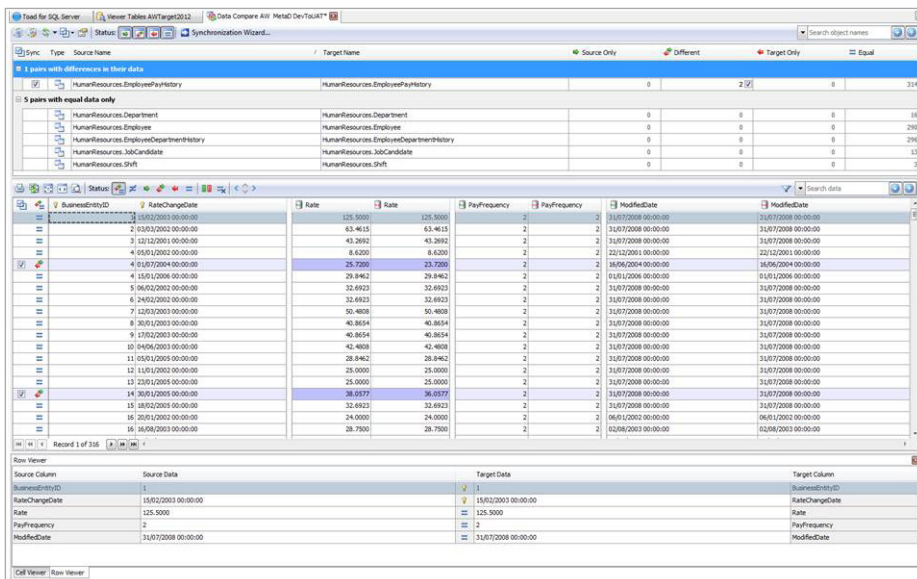 Toad for SQL Server Viewer Tables AWTarget2012 Data Compare AW MetaD DevToUAT*
Status: Synchronization Wizard... Search object names
Sync Type Source Name Target Name Source Only Different Target Only Equal
1 pairs with differences in their data
HumanResources.EmployeePayHistory HumanResources.EmployeePayHistory 0 2 0 314
5 pairs with equal data only
HumanResources.Department HumanResources.Department 0 0 0 16
HumanResources.Employee HumanResources.Employee 0 0 0 290
HumanResources.EmployeeDepartmentHistory HumanResources.EmployeeDepartmentHistory 0 0 0 296
HumanResources.JobCandidate HumanResources.JobCandidate 0 0 0 13
HumanResources.Shift HumanResources.Shift 0 0 0 3
Status: Search data
BusinessEntityID RateChangeDate Rate Rate PayFrequency PayFrequency ModifiedDate ModifiedDate
1 15/02/2003 00:00:00 125.5000 125.5000 2 2 31/07/2008 00:00:00 31/07/2008 00:00:00
2 03/03/2002 00:00:00 63.4615 63.4615 2 2 31/07/2008 00:00:00 31/07/2008 00:00:00
3 12/12/2001 00:00:00 43.2692 43.2692 2 2 31/07/2008 00:00:00 31/07/2008 00:00:00
4 05/01/2002 00:00:00 8.6200 8.6200 2 2 22/12/2001 00:00:00 22/12/2001 00:00:00
4 01/07/2004 00:00:00 25.7200 23.7200 2 2 16/06/2004 00:00:00 16/06/2004 00:00:00
4 15/01/2006 00:00:00 29.8462 29.8462 2 2 01/01/2006 00:00:00 01/01/2006 00:00:00
5 06/02/2002 00:00:00 32.6923 32.6923 2 2 31/07/2008 00:00:00 31/07/2008 00:00:00
6 24/02/2002 00:00:00 32.6923 32.6923 2 2 31/07/2008 00:00:00 31/07/2008 00:00:00
7 12/03/2003 00:00:00 50.4808 50.4808 2 2 31/07/2008 00:00:00 31/07/2008 00:00:00
8 30/01/2003 00:00:00 40.8654 40.8654 2 2 31/07/2008 00:00:00 31/07/2008 00:00:00
9 17/02/2003 00:00:00 40.8654 40.8654 2 2 31/07/2008 00:00:00 31/07/2008 00:00:00
10 04/06/2003 00:00:00 42.4808 42.4808 2 2 31/07/2008 00:00:00 31/07/2008 00:00:00
11 05/01/2005 00:00:00 28.8462 28.8462 2 2 31/07/2008 00:00:00 31/07/2008 00:00:00
12 11/01/2002 00:00:00 25.0000 25.0000 2 2 31/07/2008 00:00:00 31/07/2008 00:00:00
13 23/01/2005 00:00:00 25.0000 25.0000 2 2 31/07/2008 00:00:00 31/07/2008 00:00:00
14 30/01/2005 00:00:00 38.0577 36.0577 2 2 31/07/2008 00:00:00 31/07/2008 00:00:00
15 18/02/2005 00:00:00 32.6923 32.6923 2 2 31/07/2008 00:00:00 31/07/2008 00:00:00
16 20/01/2002 00:00:00 24.0000 24.0000 2 2 06/01/2002 00:00:00 06/01/2002 00:00:00
16 16/08/2003 00:00:00 28.7500 28.7500 2 2 02/08/2003 00:00:00 02/08/2003 00:00:00
Record 1 of 316
Row Viewer
Source Column Source Data Target Data Target Column
BusinessEntityID 1 1 BusinessEntityID
RateChangeDate 15/02/2003 00:00:00 15/02/2003 00:00:00 RateChangeDate
Rate 125.5000 125.5000 Rate
PayFrequency 2 2 PayFrequency
ModifiedDate 31/07/2008 00:00:00 31/07/2008 00:00:00 ModifiedDate
Cell Viewer Row Viewer